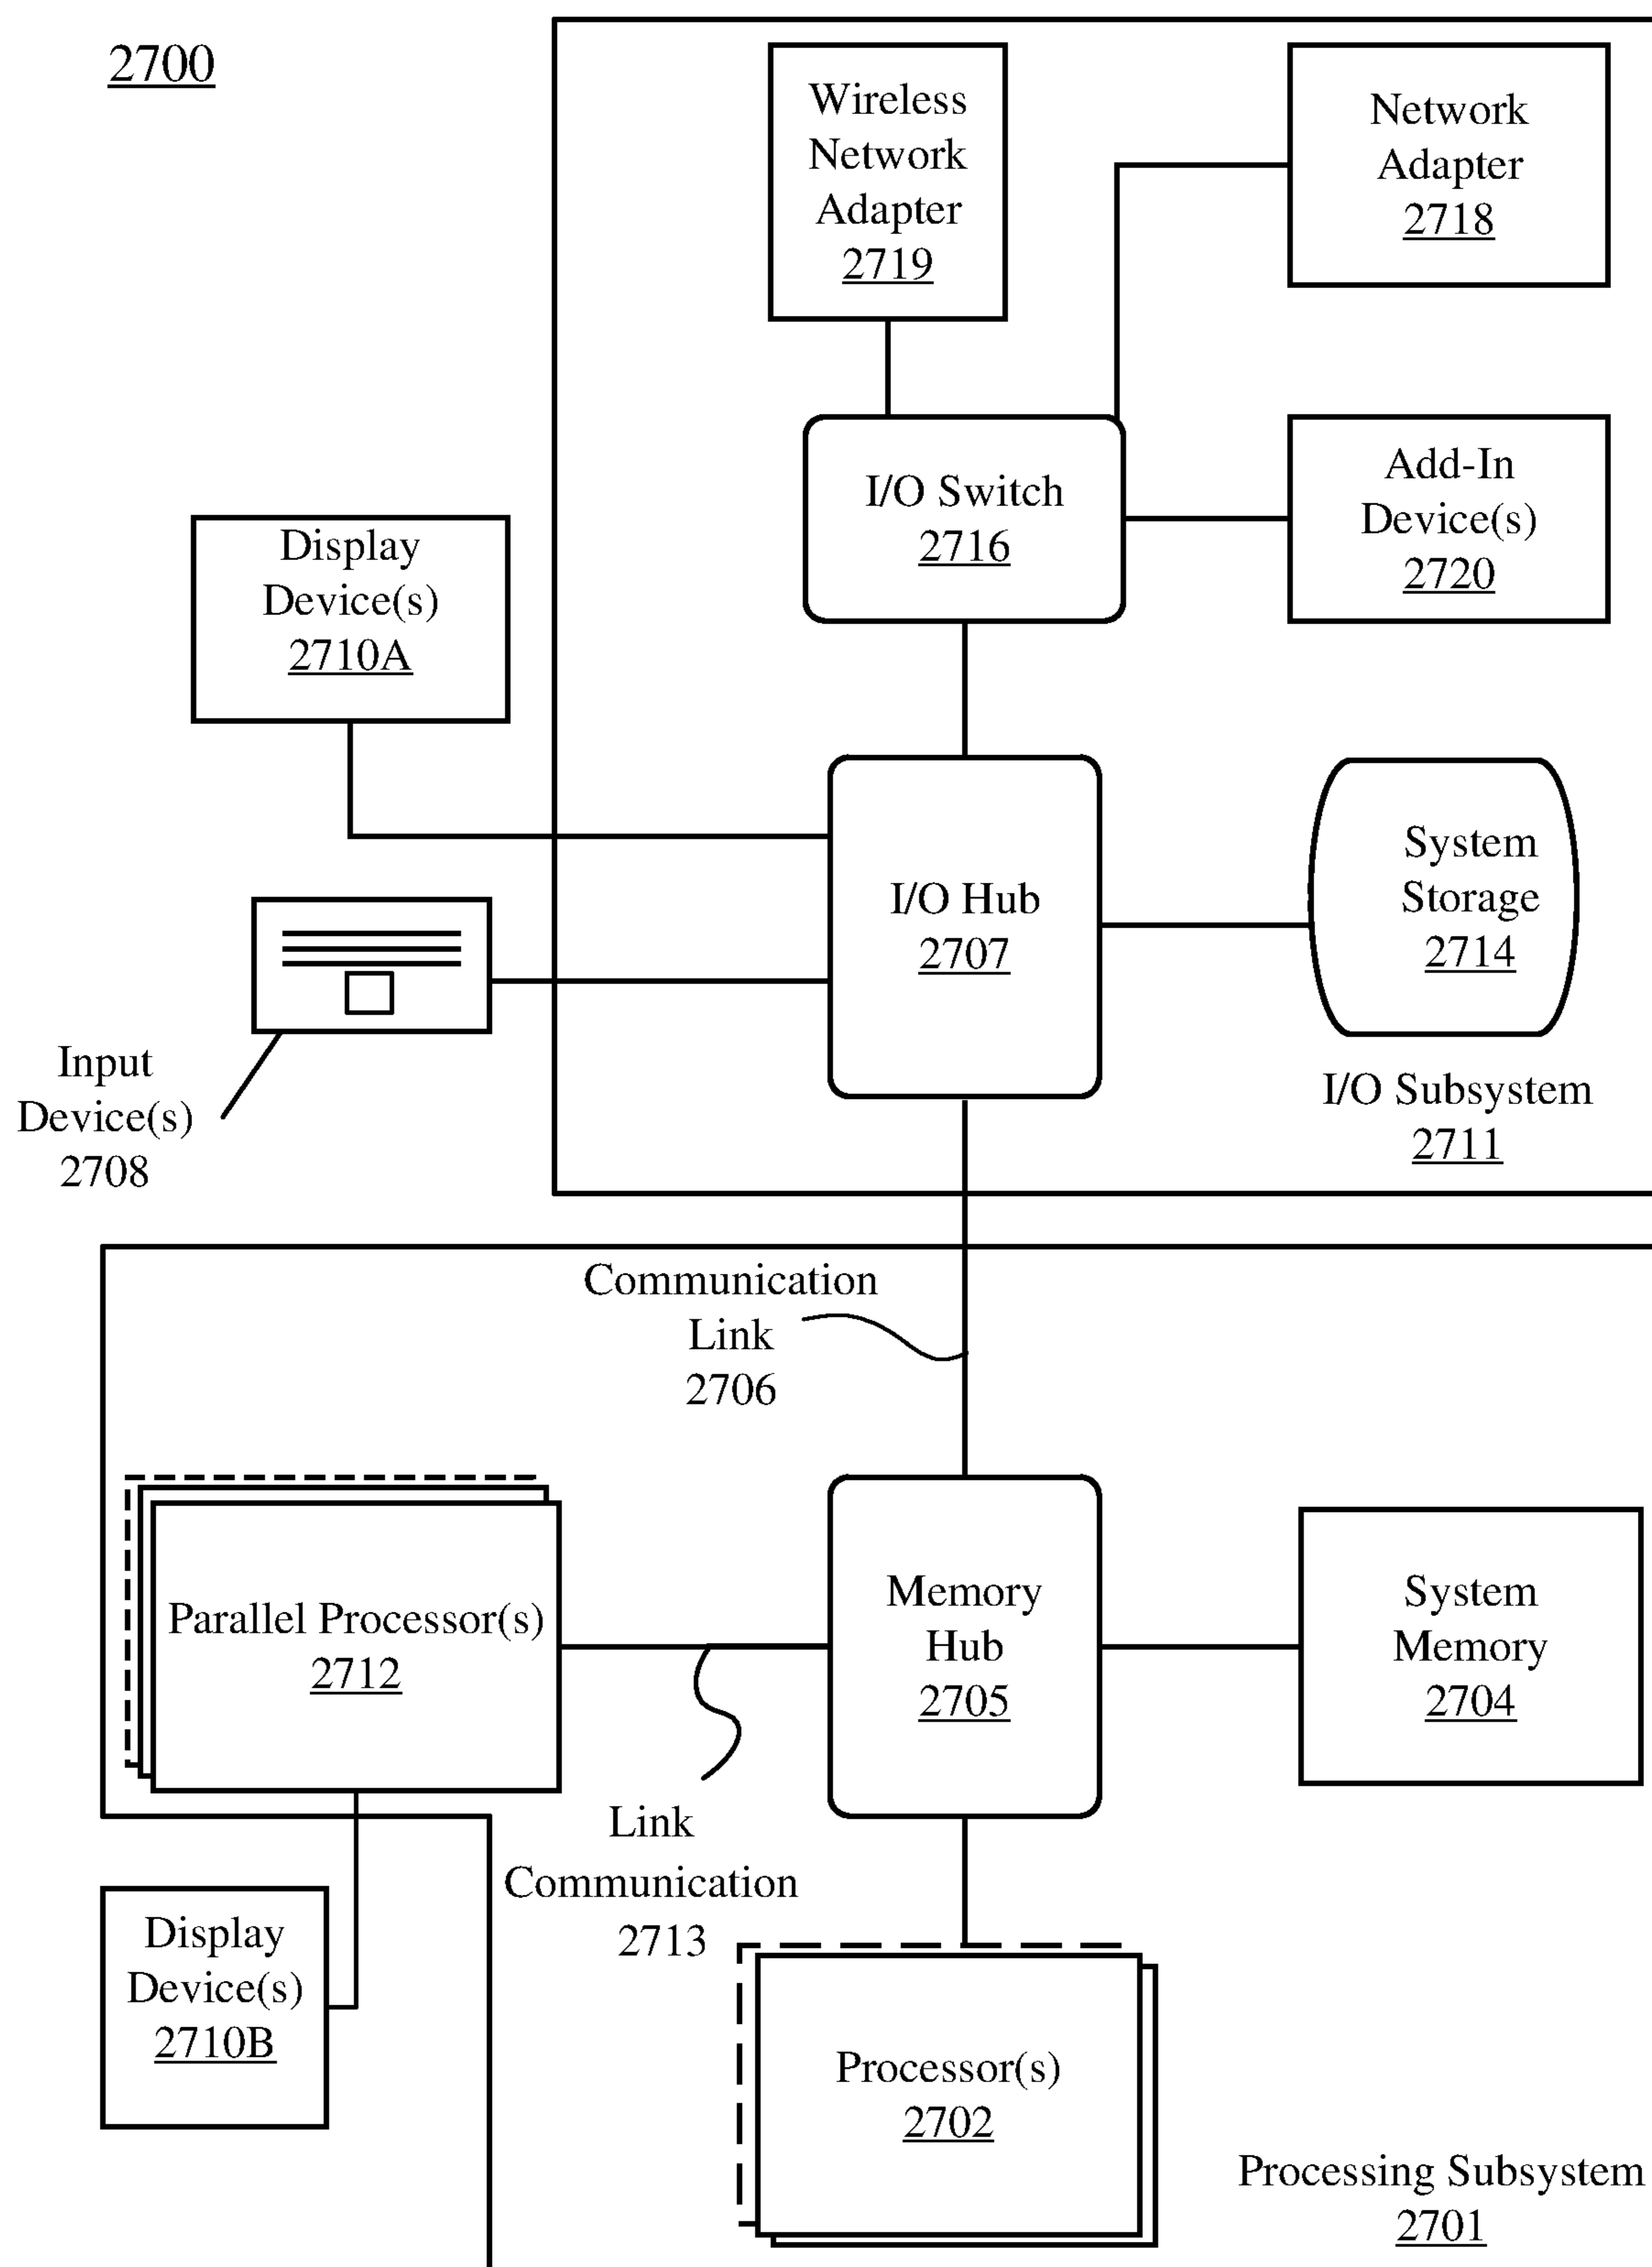 2700
Wireless
Network
Adapter
2719
Network
Adapter
2718
I/O Switch
2716
Add-In
Device(s)
2720
Display
Device(s)
2710A
I/O Hub
2707
System
Storage
2714
Input
Device(s)
2708
I/O Subsystem
2711
Communication
Link
2706
Parallel Processor(s)
2712
Memory
Hub
2705
System
Memory
2704
Link
Communication
2713
Display
Device(s)
2710B
Processor(s)
2702
Processing Subsystem
2701